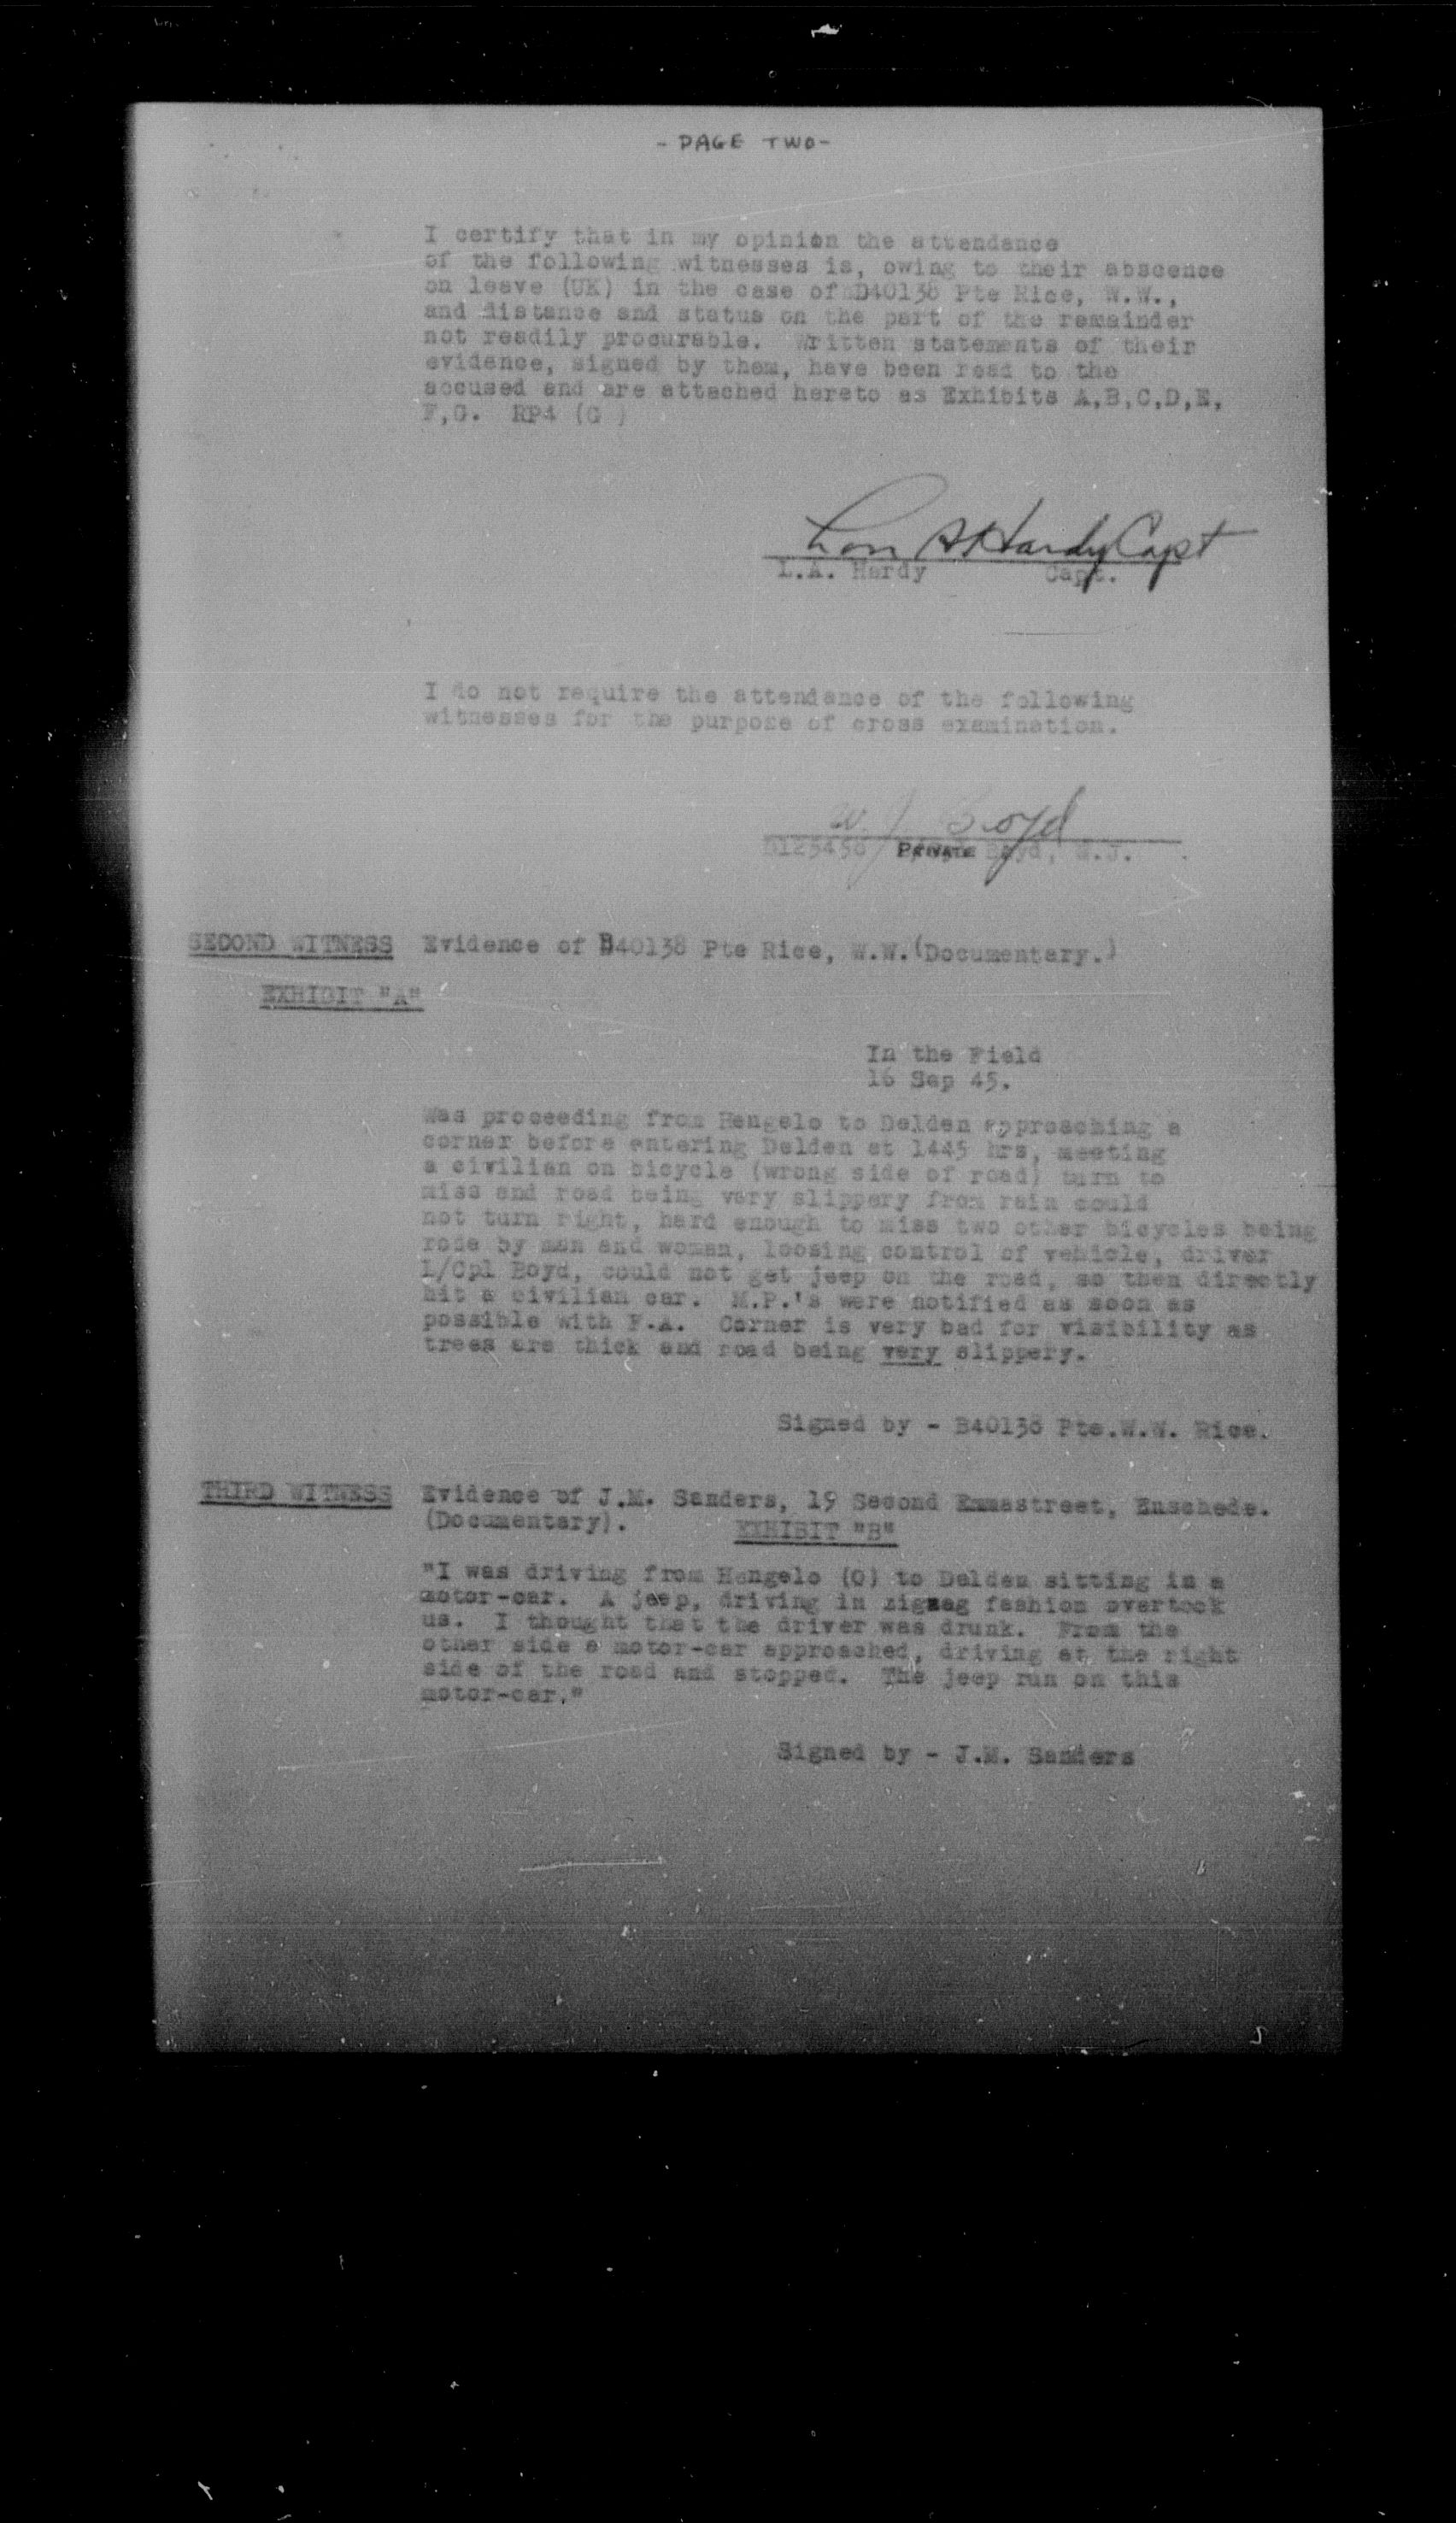 - PAGE TWO -
I certify that in my opinion the attendance
of the following witnesses is, owing to their abscence
on leave (UK) in the case of B40138 Pte Rice, W.W.,
and distance and status on the part of the remainder
not readily procurable. Written statements of their
evidence, signed by them, have been read to the
accused and are attached hereto as Exhibits A,B,C,D,E,
F,G. RP4 (G )
Lon A Hardy Capt
L.A. Hardy Capt.
I do not require the attendance of the following
witnesses for the purpose of cross examination.
W. J. Boyd
PRIVATE Boyd, W.J.
SECOND WITNESS Evidence of B40138 Pte Rice, W.W. (Documentary.)
EXHIBIT "A"
In the Field
16 Sep 45.
Was proceeding from Hengelo to Delden approaching a
corner before entering Delden at 1445 hrs, meeting
a civilian on bicycle (wrong side of road) turn to
miss and road being very slippery from rain could
not turn right, hard enough to miss two other bicycles being
rode by man and woman, loosing control of vehicle, driver
L/Cpl Boyd, could not get jeep on the road, so then directly
hit a civilian car. M.P.'s were notified as soon as
possible with F.A. Corner is very bad for visibility as
trees are thick and road being very slippery.
Signed by - B40138 Pte.W.W. Rice.
THIRD WITNESS Evidence of J.M. Sanders, 19 Second Emmastreet, Enschede.
(Documentary). EXHIBIT "B"
"I was driving from Hengelo (O) to Delden sitting in a
motor-car. A jeep, driving in zigzag fashion overtook
us. I thought that the driver was drunk. From the
other side a motor-car approached, driving at the right
side of the road and stopped. The jeep run on this
motor-car."
Signed by - J.M. Sanders